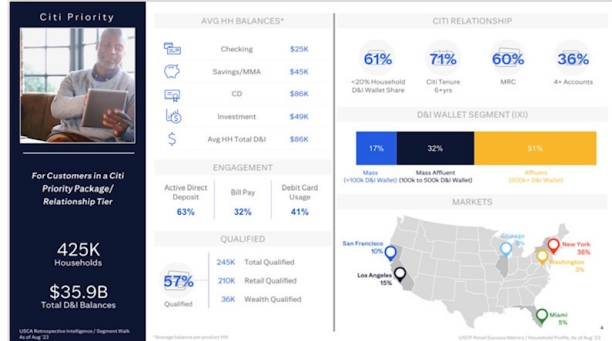 Citi Priority
For Customers in a Citi
Priority Package/
Relationship Tier
425K
Households
$35.9B
Total D&I Balances
USCA Retrospective Intelligence / Segment Walk
As of Aug '23
AVG HH BALANCES*
Checking $25K
Savings/MMA $45K
CD $86K
Investment $49K
Avg HH Total D&I $86K
ENGAGEMENT
Active Direct
Deposit
63%
Bill Pay
32%
Debit Card
Usage
41%
QUALIFIED
57%
Qualified
245K Total Qualified
210K Retail Qualified
36K Wealth Qualified
*Average balance per product HH
CITI RELATIONSHIP
61%
<20% Household
D&I Wallet Share
71%
Citi Tenure
6+yrs
60%
MRC
36%
4+ Accounts
D&I WALLET SEGMENT (IXI)
17% 32% 51%
Mass
(<100k D&I Wallet)
Mass Affluent
(100k to 500k D&I Wallet)
Affluent
(500k+ D&I Wallet)
MARKETS
San Francisco
10%
Los Angeles
15%
Chicago
New York
36%
Washington
Miami
5%
4
USCP Retail Success Metrics / Household Profile, As of Aug '23